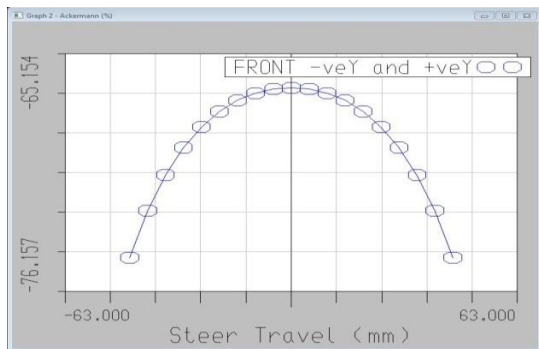 Graph 2 - Ackermann (%)
FRONT -veY and +veY
-65.154
-76.157
-63.000
63.000
Steer Travel (mm)